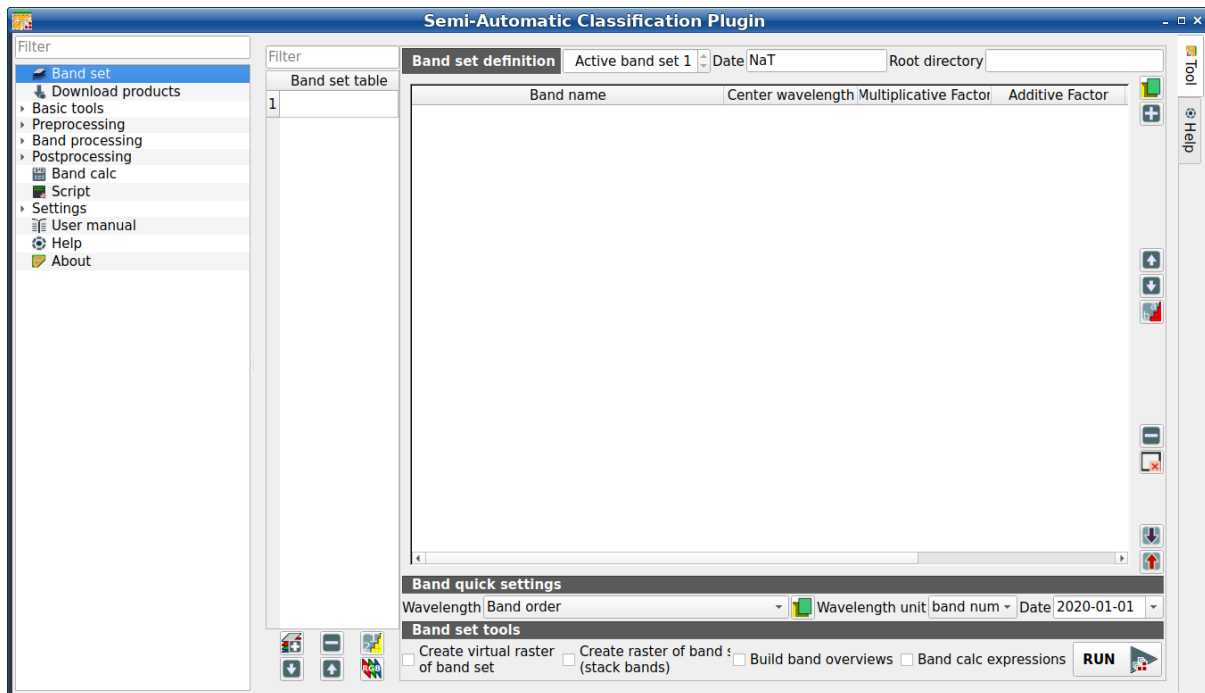 Semi-Automatic Classification Plugin
Filter
Band set
Download products
Basic tools
Preprocessing
Band processing
Postprocessing
Band calc
Script
Settings
User manual
Help
About
Filter
Band set table
1
Band set definition Active band set 1 Date NaT Root directory
Band name Center wavelength Multiplicative Factor Additive Factor
Band quick settings
Wavelength Band order Wavelength unit band num Date 2020-01-01
Band set tools
Create virtual raster
of band set
Create raster of band s
(stack bands)
Build band overviews
Band calc expressions
RUN
Tool
Help